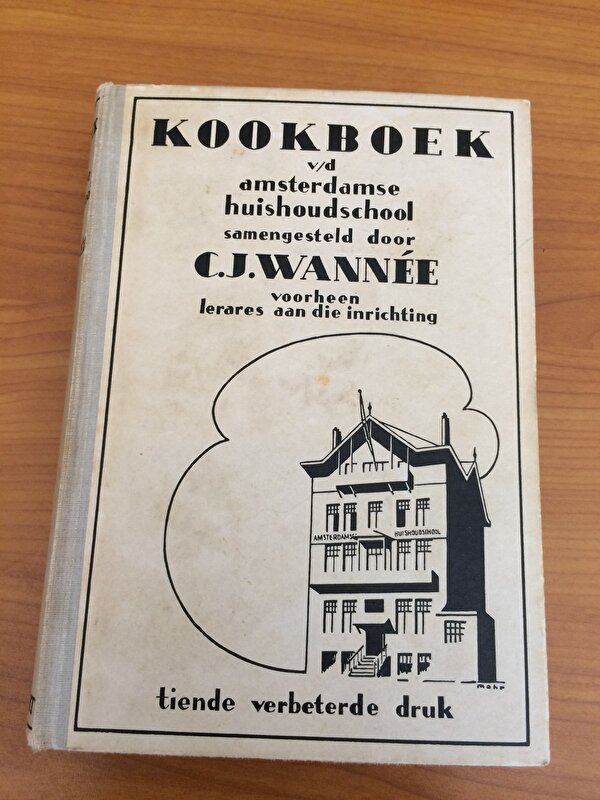 KOOKBOEK
v/d
amsterdamse
huishoudschool
samengesteld door
C.J.WANNÉE
voorheen
lerares aan die inrichting
AMSTERDAMSE HUISHOUDSCHOOL
mohr
tiende verbeterde druk